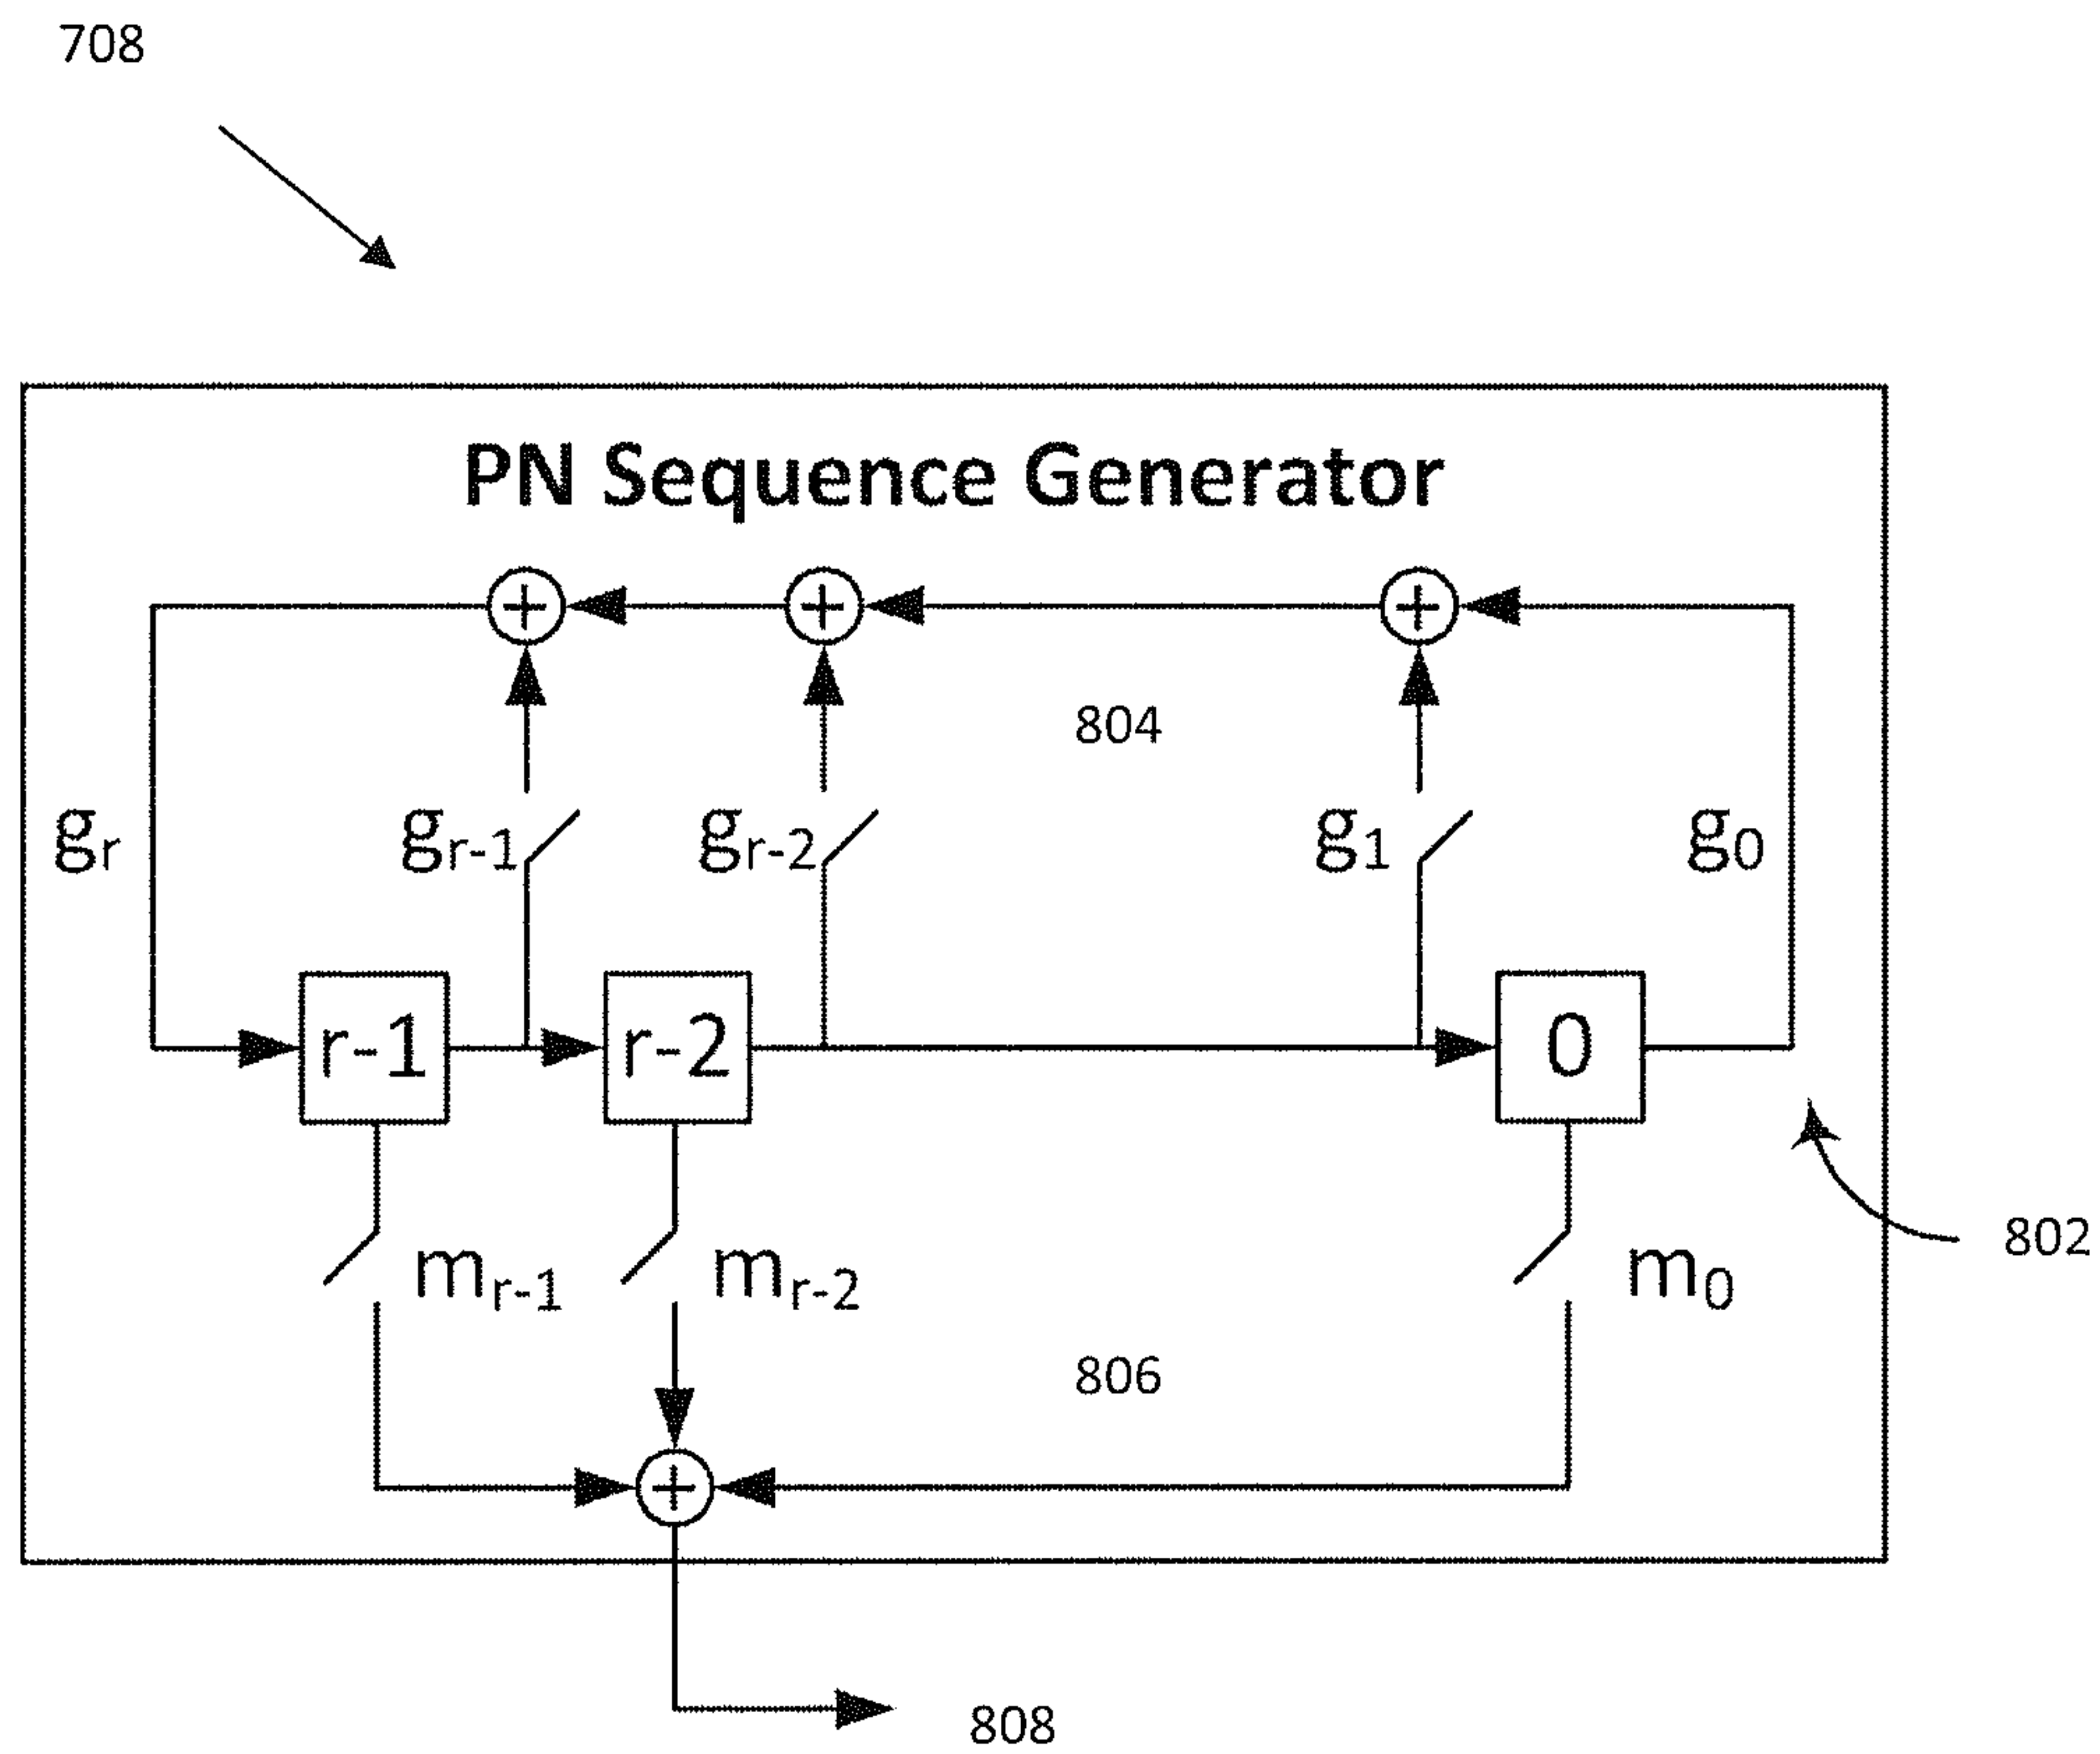 708
PN Sequence Generator
804
gr gr-1 gr-2 g1 g0
r-1 r-2 0
802
mr-1 mr-2 m0
806
808